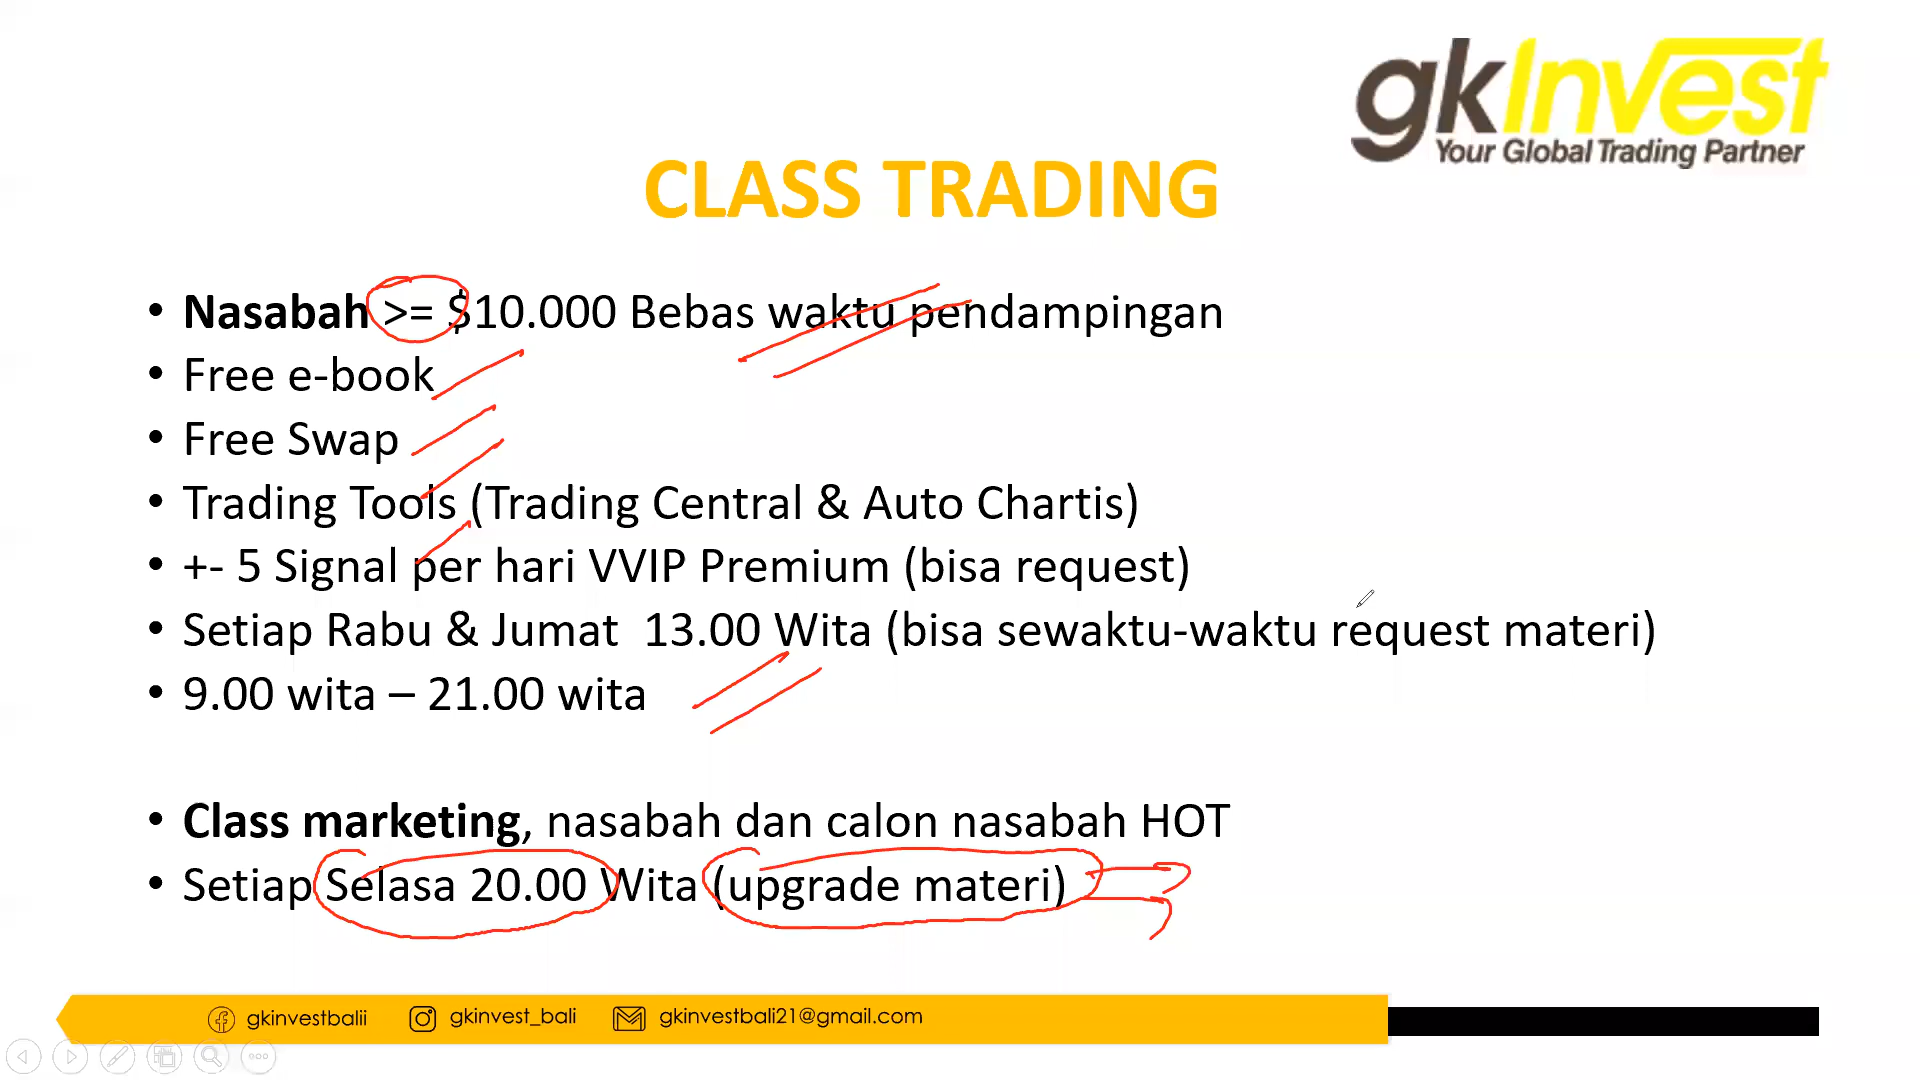 gkInvest
Your Global Trading Partner
CLASS TRADING
• Nasabah >= $10.000 Bebas waktu pendampingan
• Free e-book
• Free Swap
• Trading Tools (Trading Central & Auto Chartis)
• +- 5 Signal per hari VVIP Premium (bisa request)
• Setiap Rabu & Jumat 13.00 Wita (bisa sewaktu-waktu request materi)
• 9.00 wita – 21.00 wita
• Class marketing, nasabah dan calon nasabah HOT
• Setiap Selasa 20.00 Wita (upgrade materi)
gkinvestbalii gkinvest_bali gkinvestbali21@gmail.com